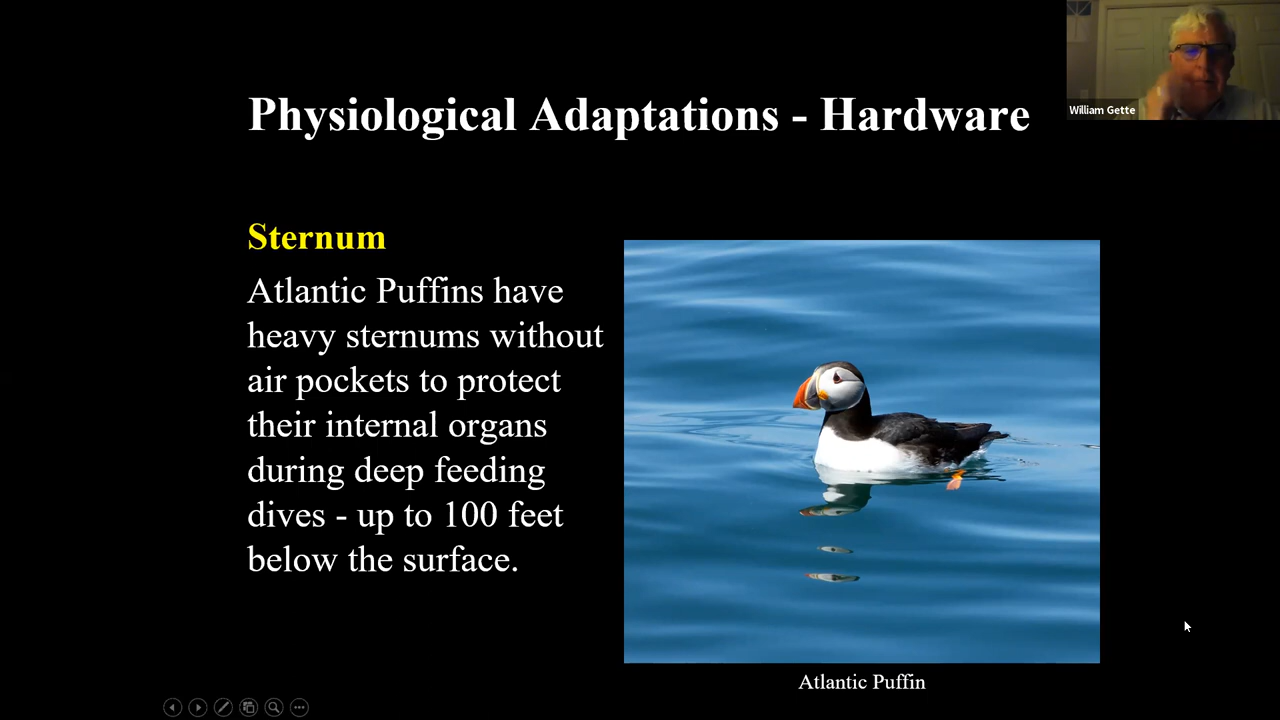 Physiological Adaptations - Hardware
William Gette
Sternum
Atlantic Puffins have
heavy sternums without
air pockets to protect
their internal organs
during deep feeding
dives - up to 100 feet
below the surface.
Atlantic Puffin